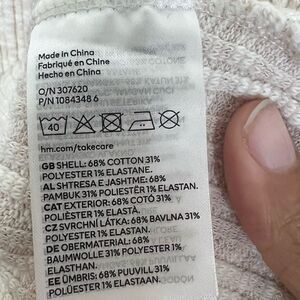 Made in China
Fabriqué en Chine
Hecho en China
O/N 307620
P/N 1084348 6
40
hm.com/takecare
GB SHELL: 68% COTTON 31%
POLYESTER 1% ELASTANE.
AL SHTRESA E JASHTME: 68%
PAMBUK 31% POLIESTËR 1% ELASTAN.
CAT EXTERIOR: 68% COTÓ 31%
POLIÈSTER 1% ELASTÀ.
CZ SVRCHNÍ LÁTKA: 68% BAVLNA 31%
POLYESTER 1% ELASTAN.
DE OBERMATERIAL: 68%
BAUMWOLLE 31% POLYESTER 1%
ELASTHAN.
EE ÜMBRIS: 68% PUUVILL 31%
POLÜESTER 1% ELASTAAN.